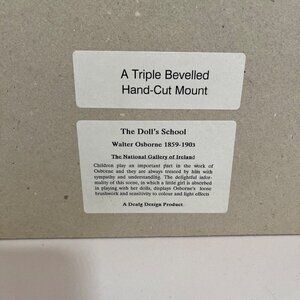 A Triple Bevelled
Hand-Cut Mount
The Doll's School
Walter Osborne 1859-1903
The National Gallery of Ireland
Children play an important part in the work of
Osborne and they are always treated by him with
sympathy and understanding. The delightful infor-
mality of this scene, in which a little girl is absorbed
in playing with her dolls, displays Osborne's loose
brushwork and sensitivity to colour and light effects
A Dealg Design Product